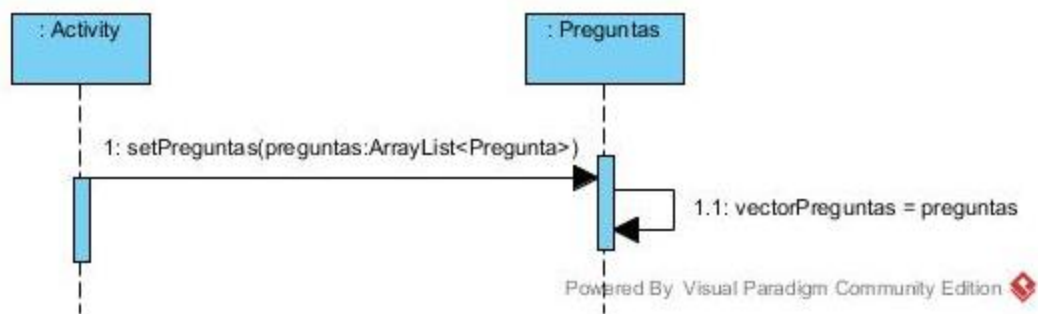 : Activity
: Preguntas
1: setPreguntas(preguntas:ArrayList<Pregunta>)
1.1: vectorPreguntas = preguntas
Powered By Visual Paradigm Community Edition